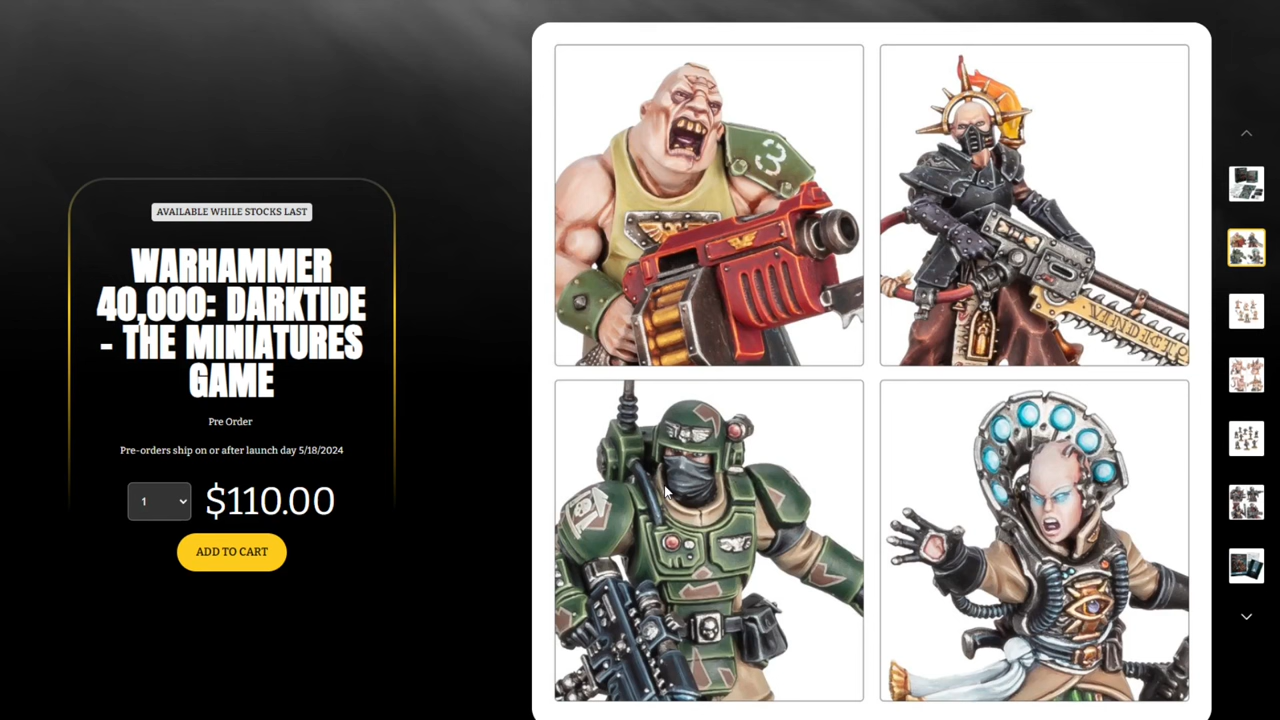 AVAILABLE WHILE STOCKS LAST
WARHAMMER
40,000: DARKTIDE
- THE MINIATURES
GAME
Pre Order
Pre-orders ship on or after launch day 5/18/2024
1
$110.00
ADD TO CART
3